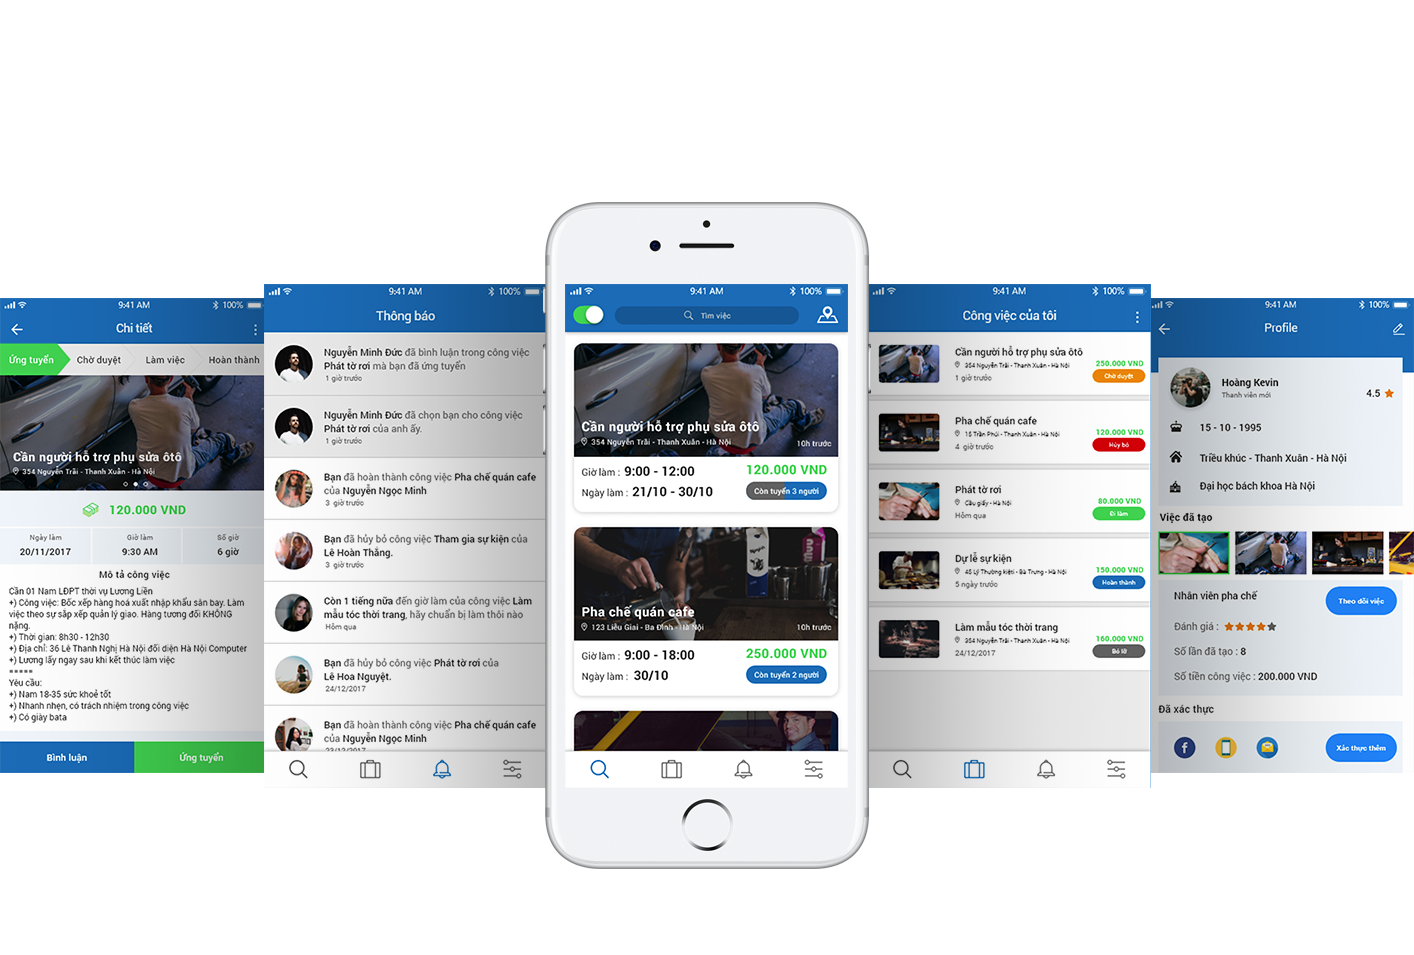 9:41 AM
100%
Chi tiết
Ứng tuyển
Chờ duyệt
Làm việc
Hoàn thành
Cần người hỗ trợ phụ sửa ôtô
354 Nguyễn Trãi - Thanh Xuân - Hà Nội
120.000 VND
Ngày làm
Giờ làm
Số giờ
20/11/2017
9:30 AM
6 giờ
Mô tả công việc
Cần 01 Nam LĐPT thời vụ Lương Liền
+) Công việc: Bốc xếp hàng hoá xuất nhập khẩu sân bay. Làm
việc theo sự sắp xếp quản lý giao. Hàng tương đối KHÔNG
nặng.
+) Thời gian: 8h30 - 12h30
+) Địa chỉ: 36 Lê Thanh Nghị Hà Nội đối diện Hà Nội Computer
+) Lương lấy ngay sau khi kết thúc làm việc
=====
Yêu cầu:
+) Nam 18-35 sức khoẻ tốt
+) Nhanh nhẹn, có trách nhiệm trong công việc
+) Có giày bata
Bình luận
Ứng tuyển
9:41 AM
100%
Thông báo
Nguyễn Minh Đức đã bình luận trong công việc
Phát tờ rơi mà bạn đã ứng tuyển
1 giờ trước
Nguyễn Minh Đức đã chọn bạn cho công việc
Phát tờ rơi của anh ấy.
1 giờ trước
Bạn đã hoàn thành công việc Pha chế quán cafe
của Nguyễn Ngọc Minh
3 giờ trước
Bạn đã hủy bỏ công việc Tham gia sự kiện của
Lê Hoàn Thắng.
3 giờ trước
Còn 1 tiếng nữa đến giờ làm của công việc Làm
mẫu tóc thời trang, hãy chuẩn bị làm thôi nào
Hôm qua
Bạn đã hủy bỏ công việc Phát tờ rơi của
Lê Hoa Nguyệt.
24/12/2017
Bạn đã hoàn thành công việc Pha chế quán cafe
của Nguyễn Ngọc Minh
23/12/2017
9:41 AM
100%
Tìm việc
Cần người hỗ trợ phụ sửa ôtô
354 Nguyễn Trãi - Thanh Xuân - Hà Nội
10h trước
Giờ làm : 9:00 - 12:00
120.000 VND
Ngày làm : 21/10 - 30/10
Còn tuyển 3 người
Pha chế quán cafe
123 Liễu Giai - Ba Đình - Hà Nội
10h trước
Giờ làm : 9:00 - 18:00
250.000 VND
Ngày làm : 30/10
Còn tuyển 2 người
9:41 AM
100%
Công việc của tôi
Cần người hỗ trợ phụ sửa ôtô
354 Nguyễn Trãi - Thanh Xuân - Hà Nội
1 giờ trước
250.000 VND
Chờ duyệt
Pha chế quán cafe
15 Trần Phú - Thanh Xuân - Hà Nội
4 giờ trước
120.000 VND
Hủy bỏ
Phát tờ rơi
Cầu giấy - Hà Nội
Hôm qua
80.000 VND
Đi làm
Dự lễ sự kiện
45 Lý Thường kiệt - Bà Trưng - Hà Nội
5 ngày trước
150.000 VND
Hoàn thành
Làm mẫu tóc thời trang
354 Nguyễn Trãi - Thanh Xuân - Hà Nội
24/12/2017
160.000 VND
Bỏ lỡ
9:41 AM
100%
Profile
Hoàng Kevin
Thanh viên mới
4.5
15 - 10 - 1995
Triều khúc - Thanh Xuân - Hà Nội
Đại học bách khoa Hà Nội
Việc đã tạo
Nhân viên pha chế
Theo dõi việc
Đánh giá :
Số lần đã tạo : 8
Số tiền công việc : 200.000 VND
Đã xác thực
Xác thực thêm